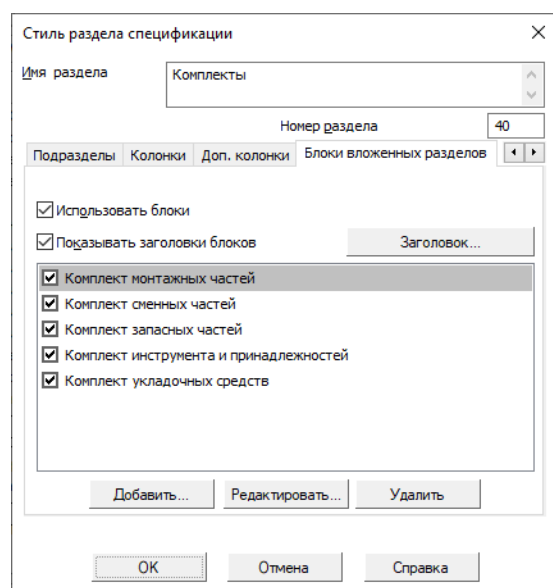 Стиль раздела спецификации
Имя раздела
Комплекты
Номер раздела 40
Подразделы Колонки Доп. колонки Блоки вложенных разделов
Использовать блоки
Показывать заголовки блоков Заголовок...
Комплект монтажных частей
Комплект сменных частей
Комплект запасных частей
Комплект инструмента и принадлежностей
Комплект укладочных средств
Добавить... Редактировать... Удалить
OK Отмена Справка